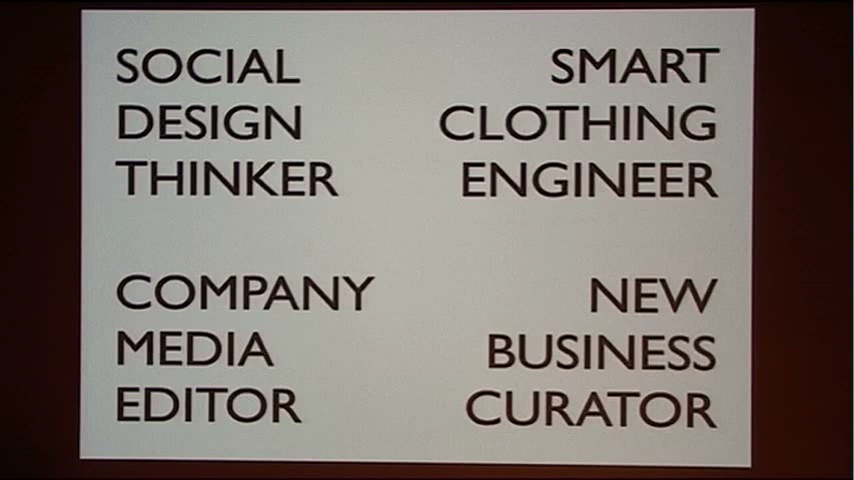 SOCIAL
DESIGN
THINKER
SMART
CLOTHING
ENGINEER
COMPANY
MEDIA
EDITOR
NEW
BUSINESS
CURATOR